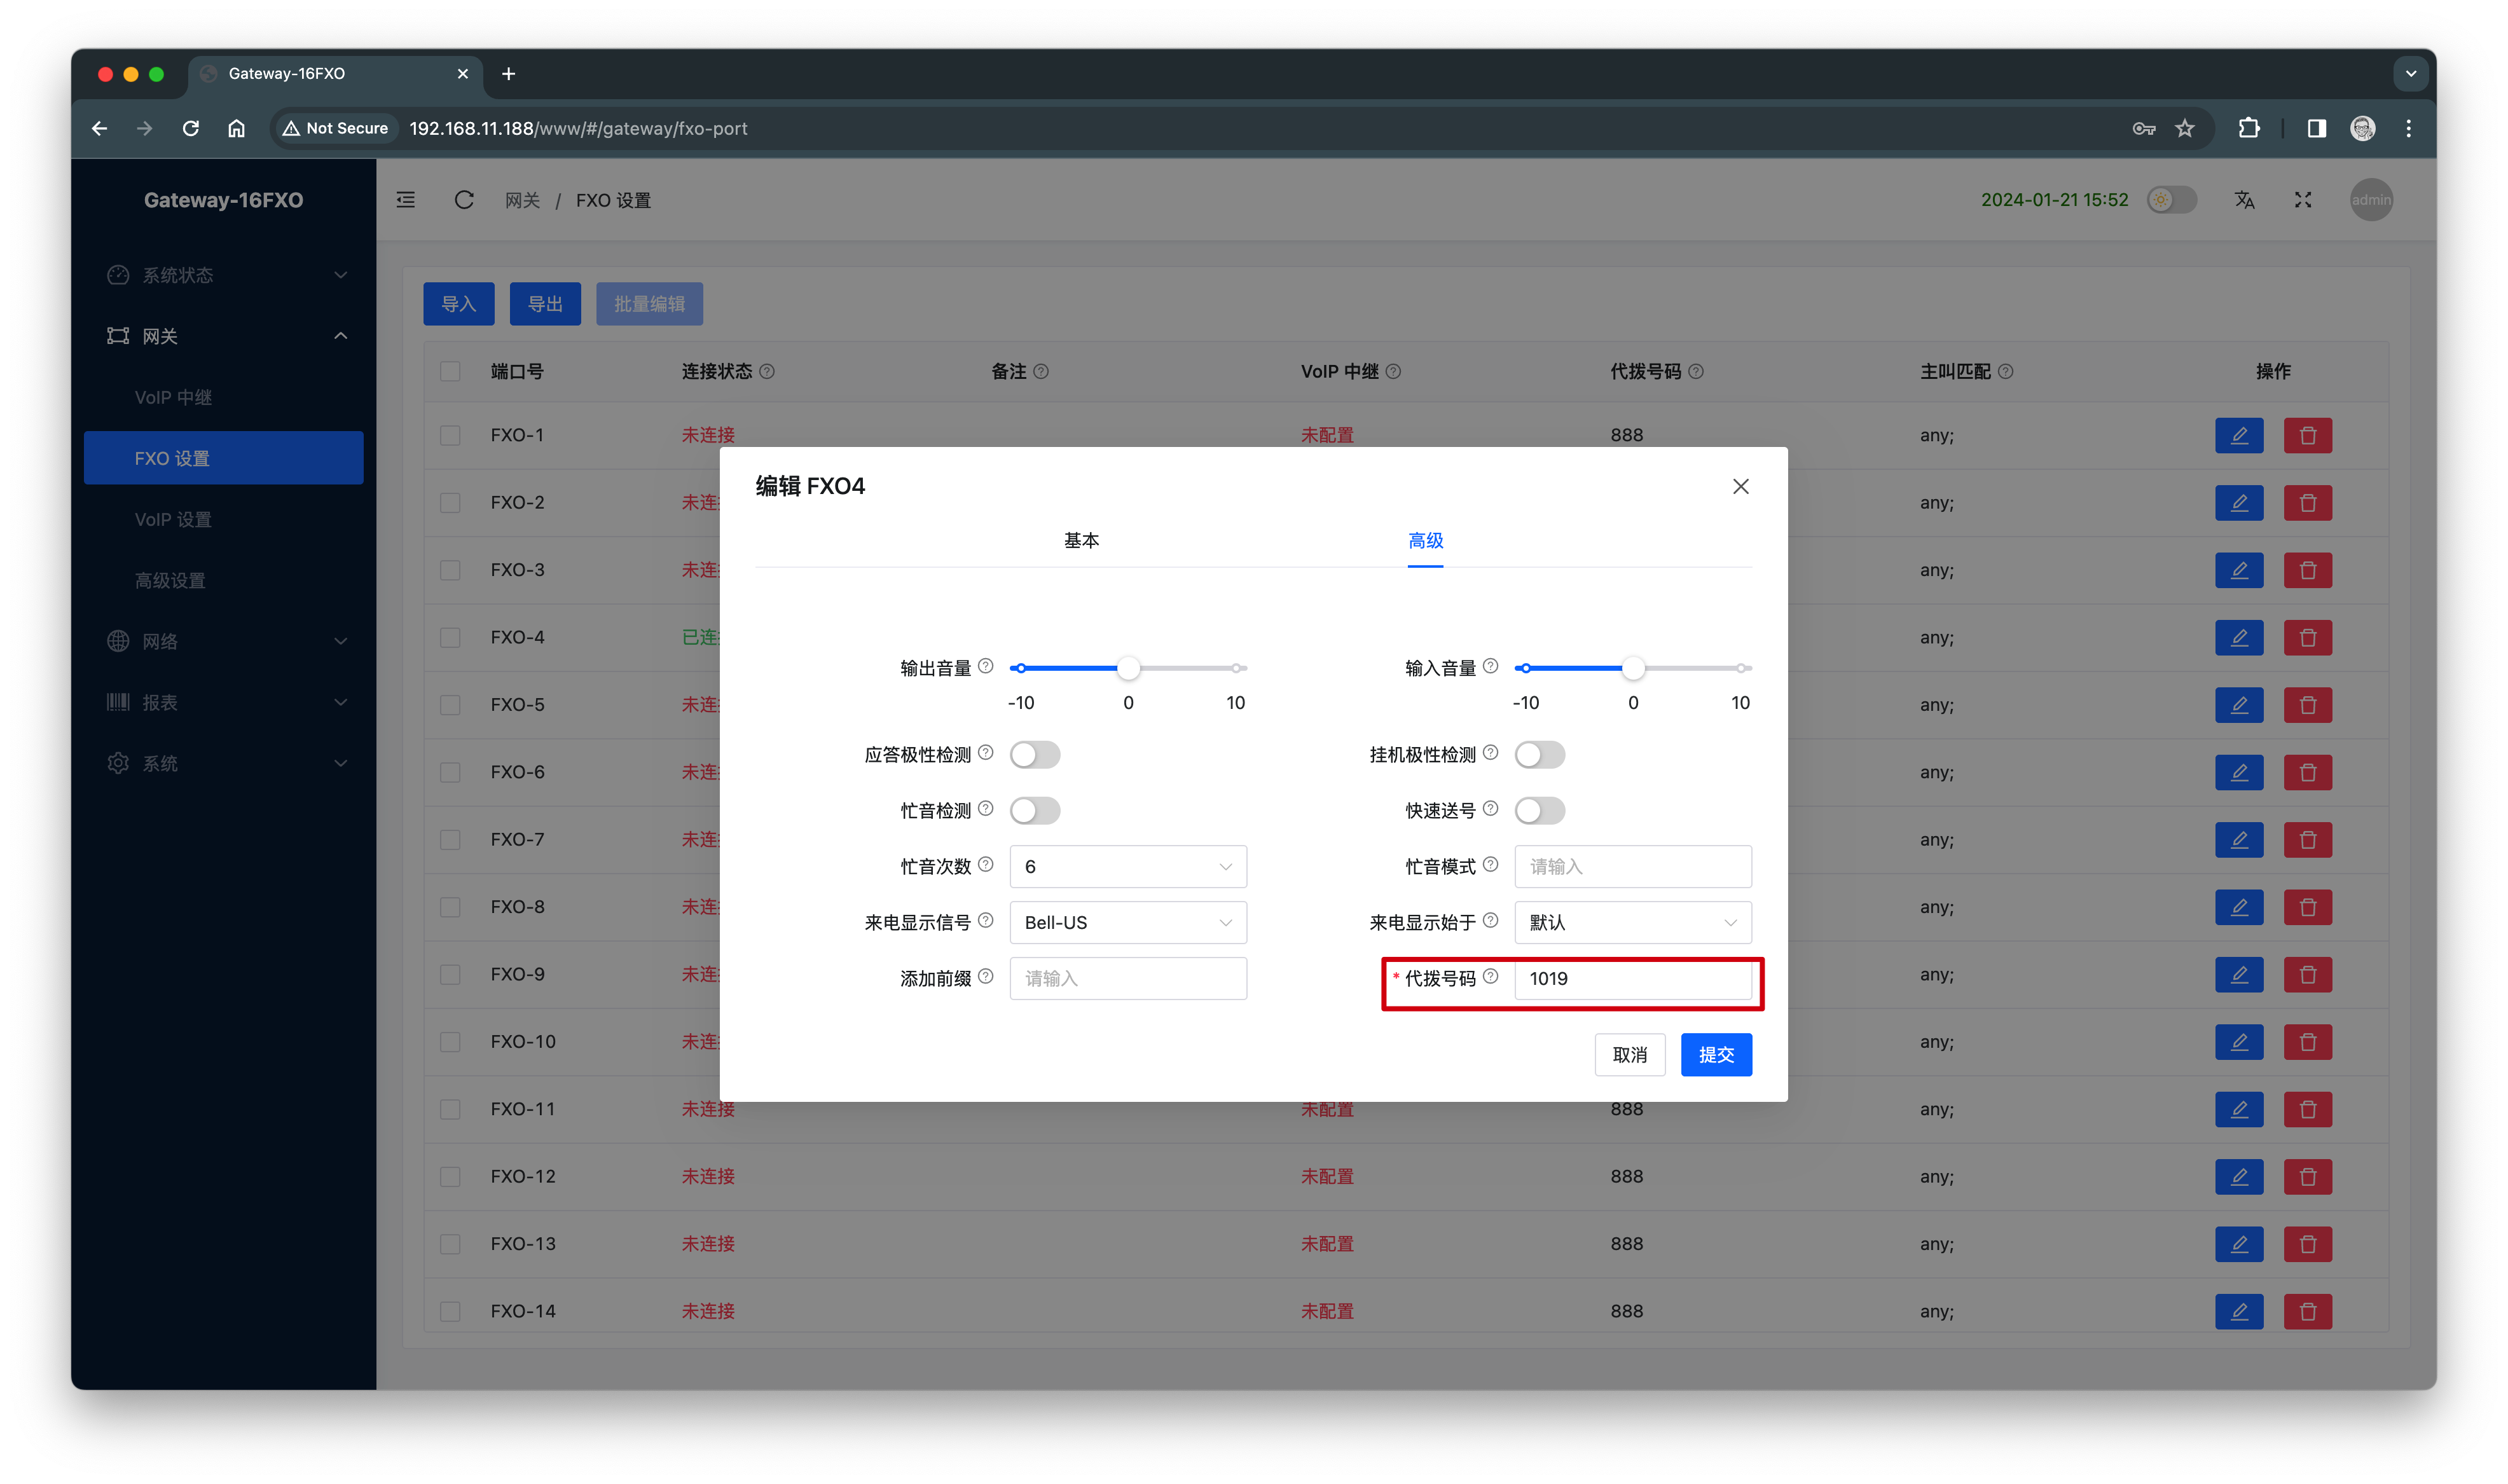 Gateway-16FXO
Not Secure 192.168.11.188/www/#/gateway/fxo-port
Gateway-16FXO
网关 / FXO 设置
2024-01-21 15:52
admin
系统状态
网关
VoIP 中继
FXO 设置
VoIP 设置
高级设置
网络
报表
系统
导入 导出 批量编辑
端口号 连接状态 备注 VoIP 中继 代拨号码 主叫匹配 操作
FXO-1 未连接 未配置 888 any;
FXO-2 未连 any;
FXO-3 未连 any;
FXO-4 已连 any;
FXO-5 未连 any;
FXO-6 未连 any;
FXO-7 未连 any;
FXO-8 未连 any;
FXO-9 未连 any;
FXO-10 未连 any;
FXO-11 未连接 未配置 888 any;
FXO-12 未连接 未配置 888 any;
FXO-13 未连接 未配置 888 any;
FXO-14 未连接 未配置 888 any;
编辑 FXO4
基本 高级
输出音量 -10 0 10
输入音量 -10 0 10
应答极性检测 挂机极性检测
忙音检测 快速送号
忙音次数 6 忙音模式 请输入
来电显示信号 Bell-US 来电显示始于 默认
添加前缀 请输入 * 代拨号码 1019
取消 提交